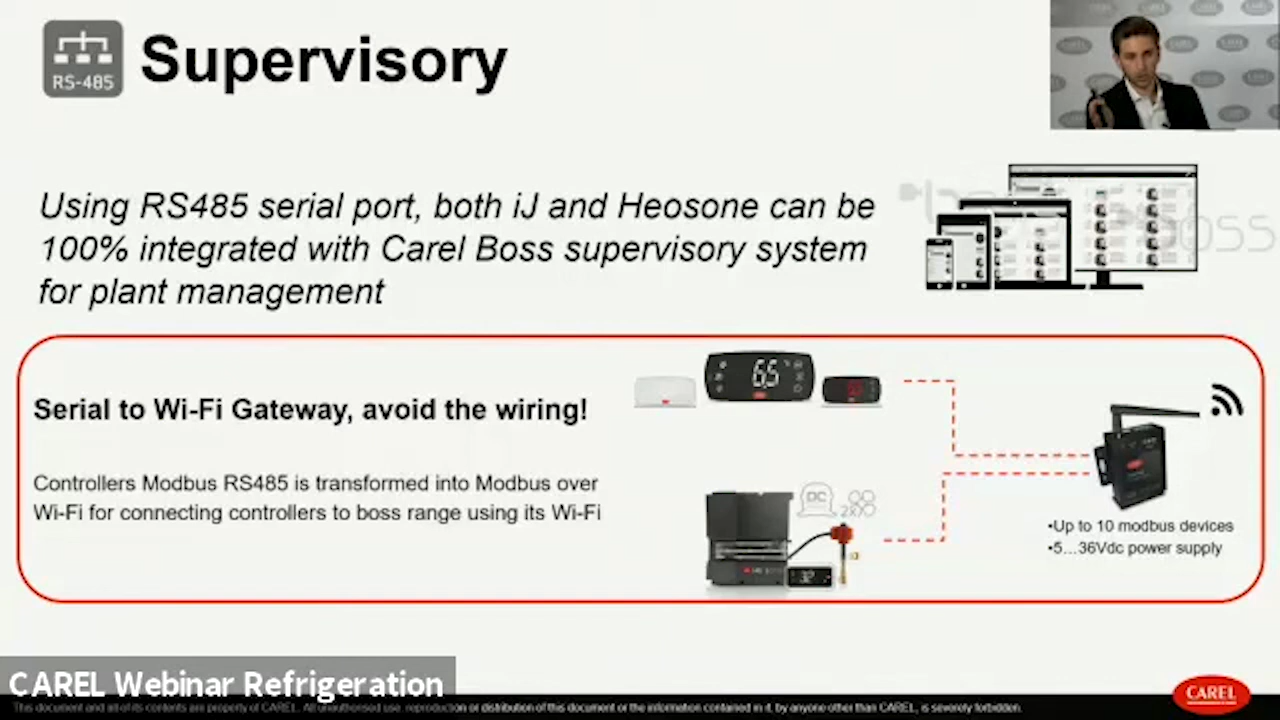 RS-485
Supervisory
Using RS485 serial port, both iJ and Heosone can be
100% integrated with Carel Boss supervisory system
for plant management
boss
Serial to Wi-Fi Gateway, avoid the wiring!
Controllers Modbus RS485 is transformed into Modbus over
Wi-Fi for connecting controllers to boss range using its Wi-Fi
DC
•Up to 10 modbus devices
•5…36Vdc power supply
CAREL Webinar Refrigeration
CAREL
This document and all of its contents are property of CAREL. All unauthorised use, reproduction or distribution of this document or the information contained in it, by anyone other than CAREL, is severely forbidden.